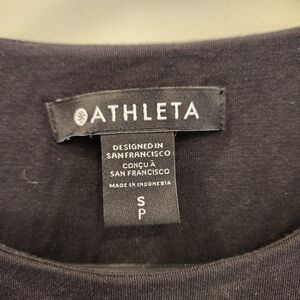 ATHLETA
DESIGNED IN
SAN FRANCISCO
CONÇU À
SAN FRANCISCO
MADE IN INDONESIA
S
P